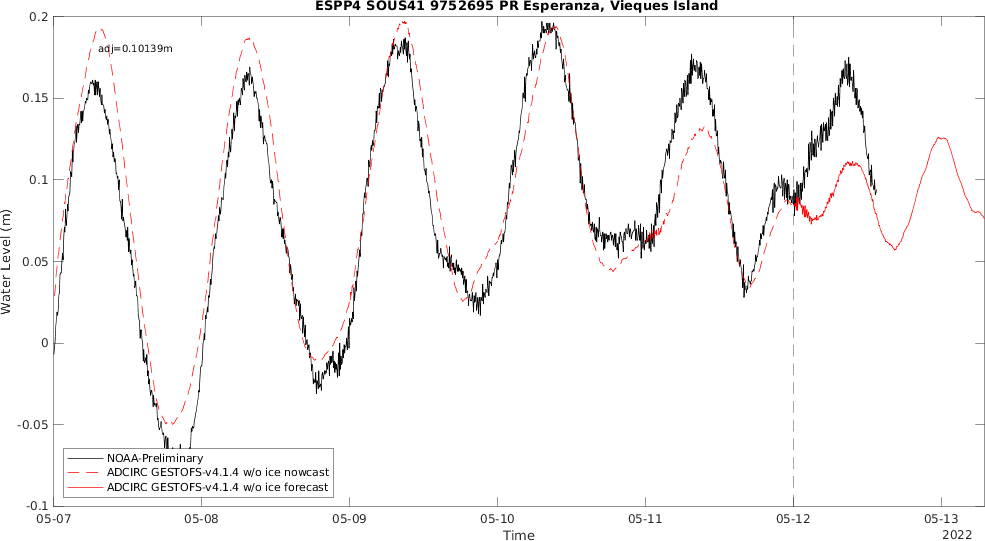 ESPP4 SOUS41 9752695 PR Esperanza, Vieques Island
0.2
adj=0.10139m
0.15
0.1
0.05
0
-0.05
-0.1
Water Level (m)
NOAA-Preliminary
ADCIRC GESTOFS-v4.1.4 w/o ice nowcast
ADCIRC GESTOFS-v4.1.4 w/o ice forecast
05-07 05-08 05-09 05-10 05-11 05-12 05-13
Time
2022